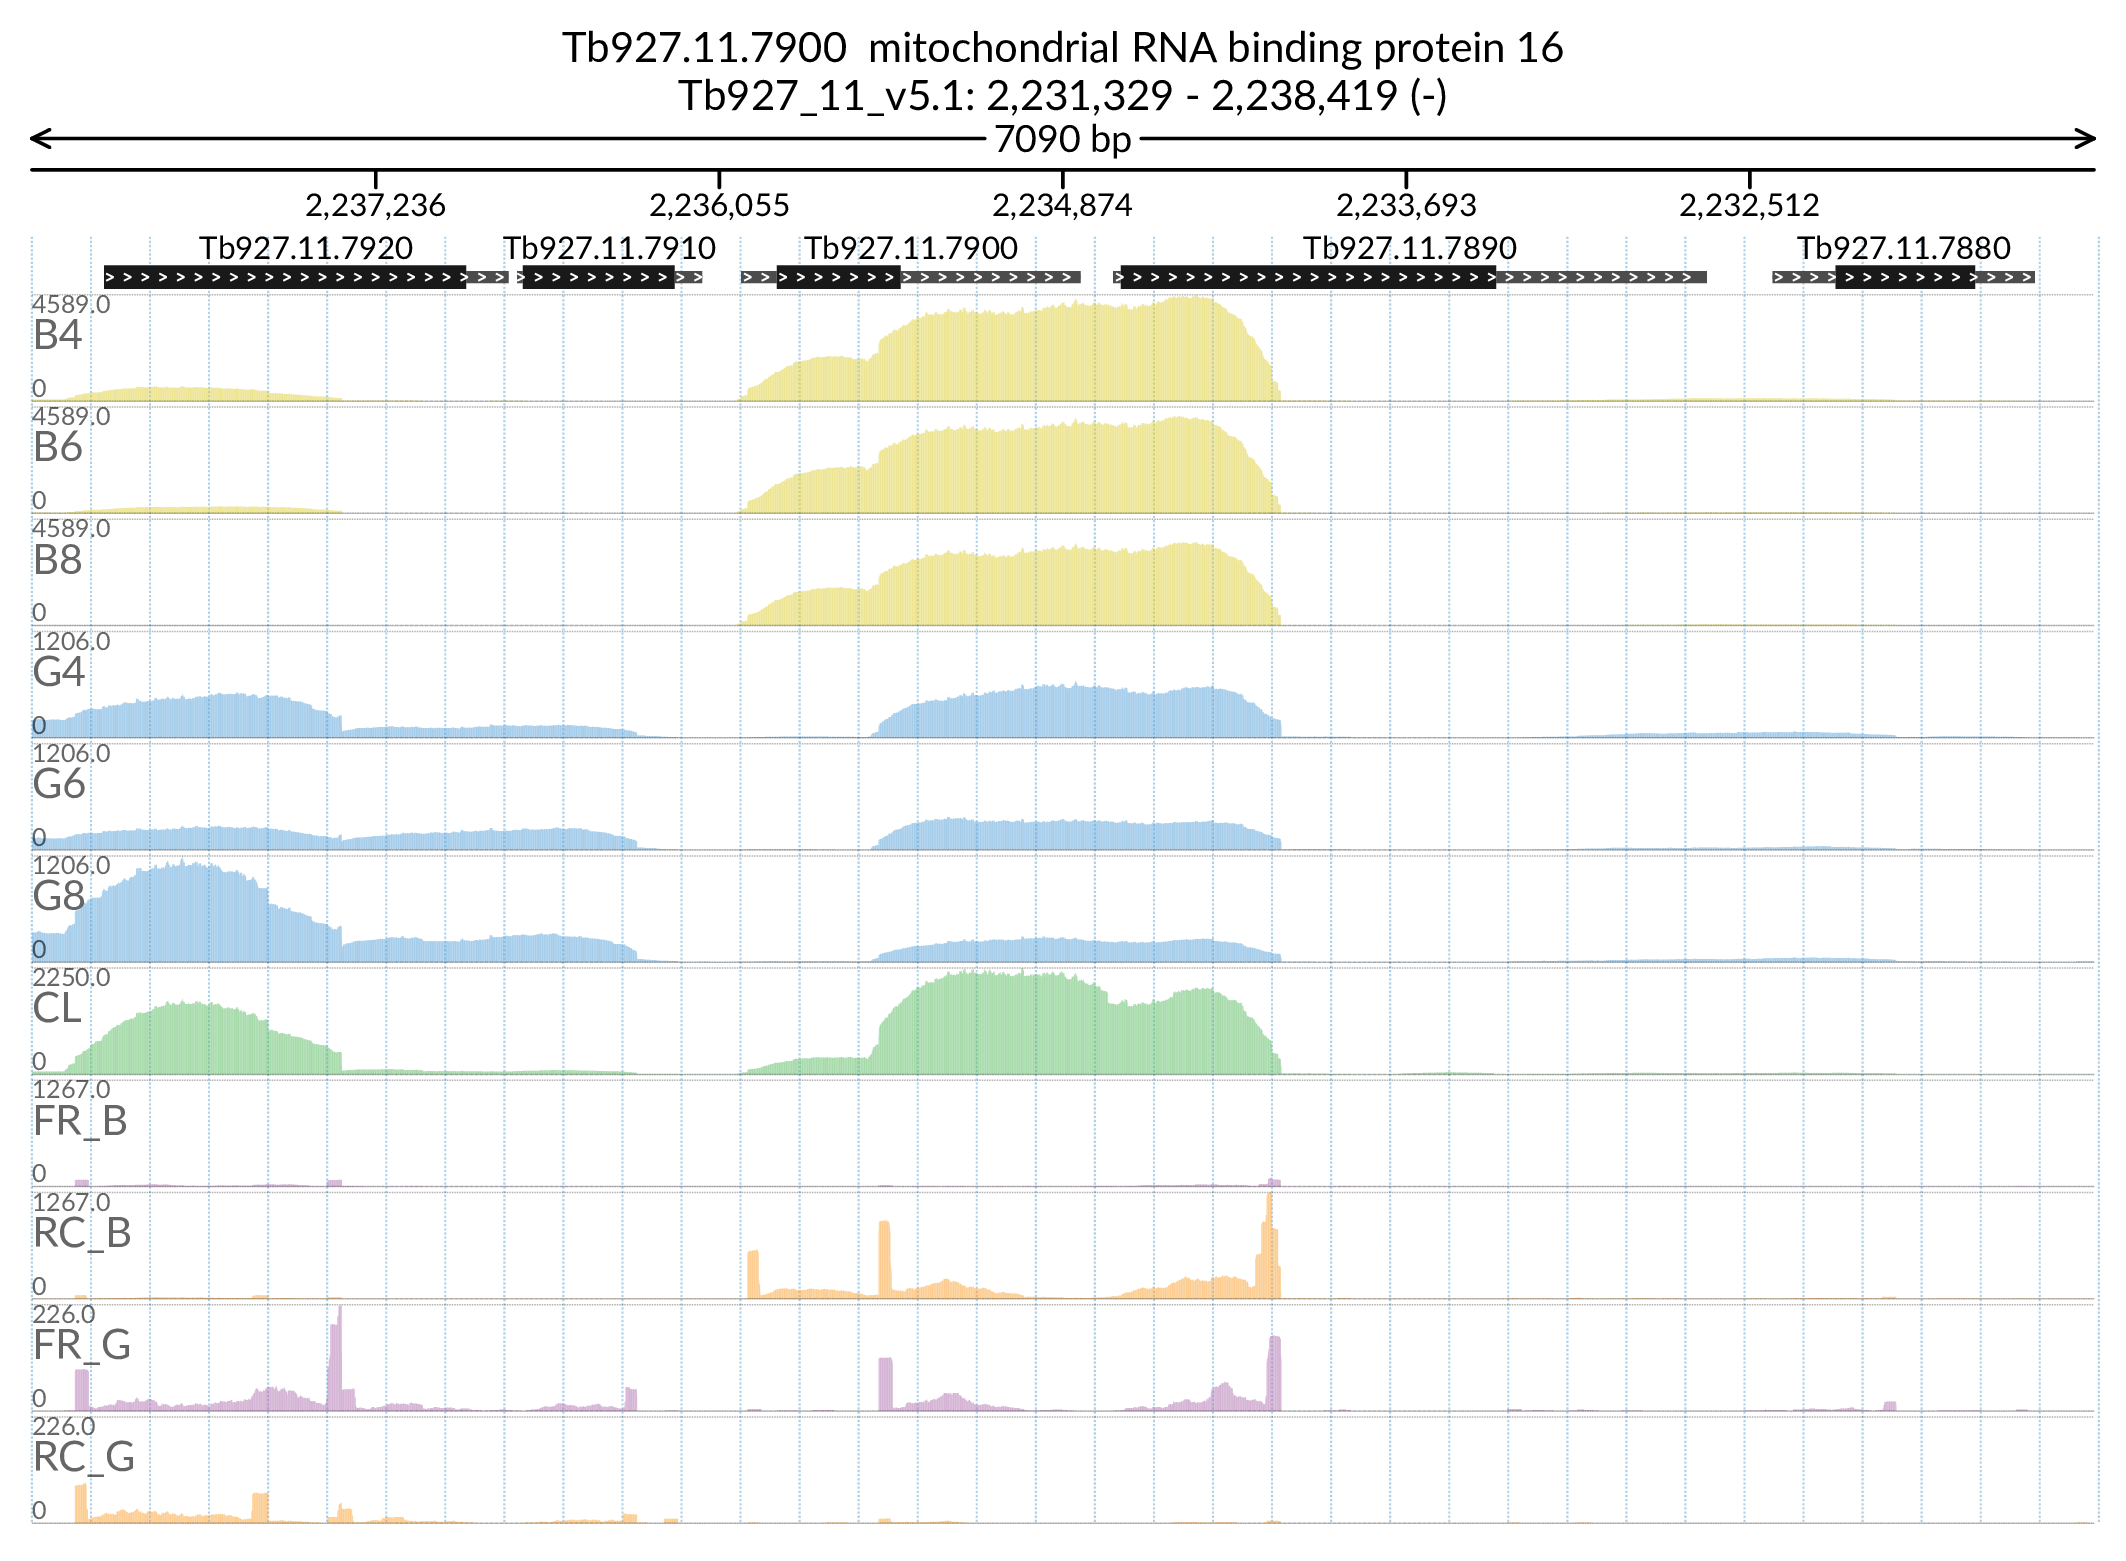 Tb927.11.7900  mitochondrial RNA binding protein 16
Tb927_11_v5.1: 2,231,329 - 2,238,419 (-)
7090 bp
2,237,236 2,236,055 2,234,874 2,233,693 2,232,512
Tb927.11.7920 Tb927.11.7910 Tb927.11.7900 Tb927.11.7890 Tb927.11.7880
4589.0
B4
0
4589.0
B6
0
4589.0
B8
0
1206.0
G4
0
1206.0
G6
0
1206.0
G8
0
2250.0
CL
0
1267.0
FR_B
0
1267.0
RC_B
0
226.0
FR_G
0
226.0
RC_G
0